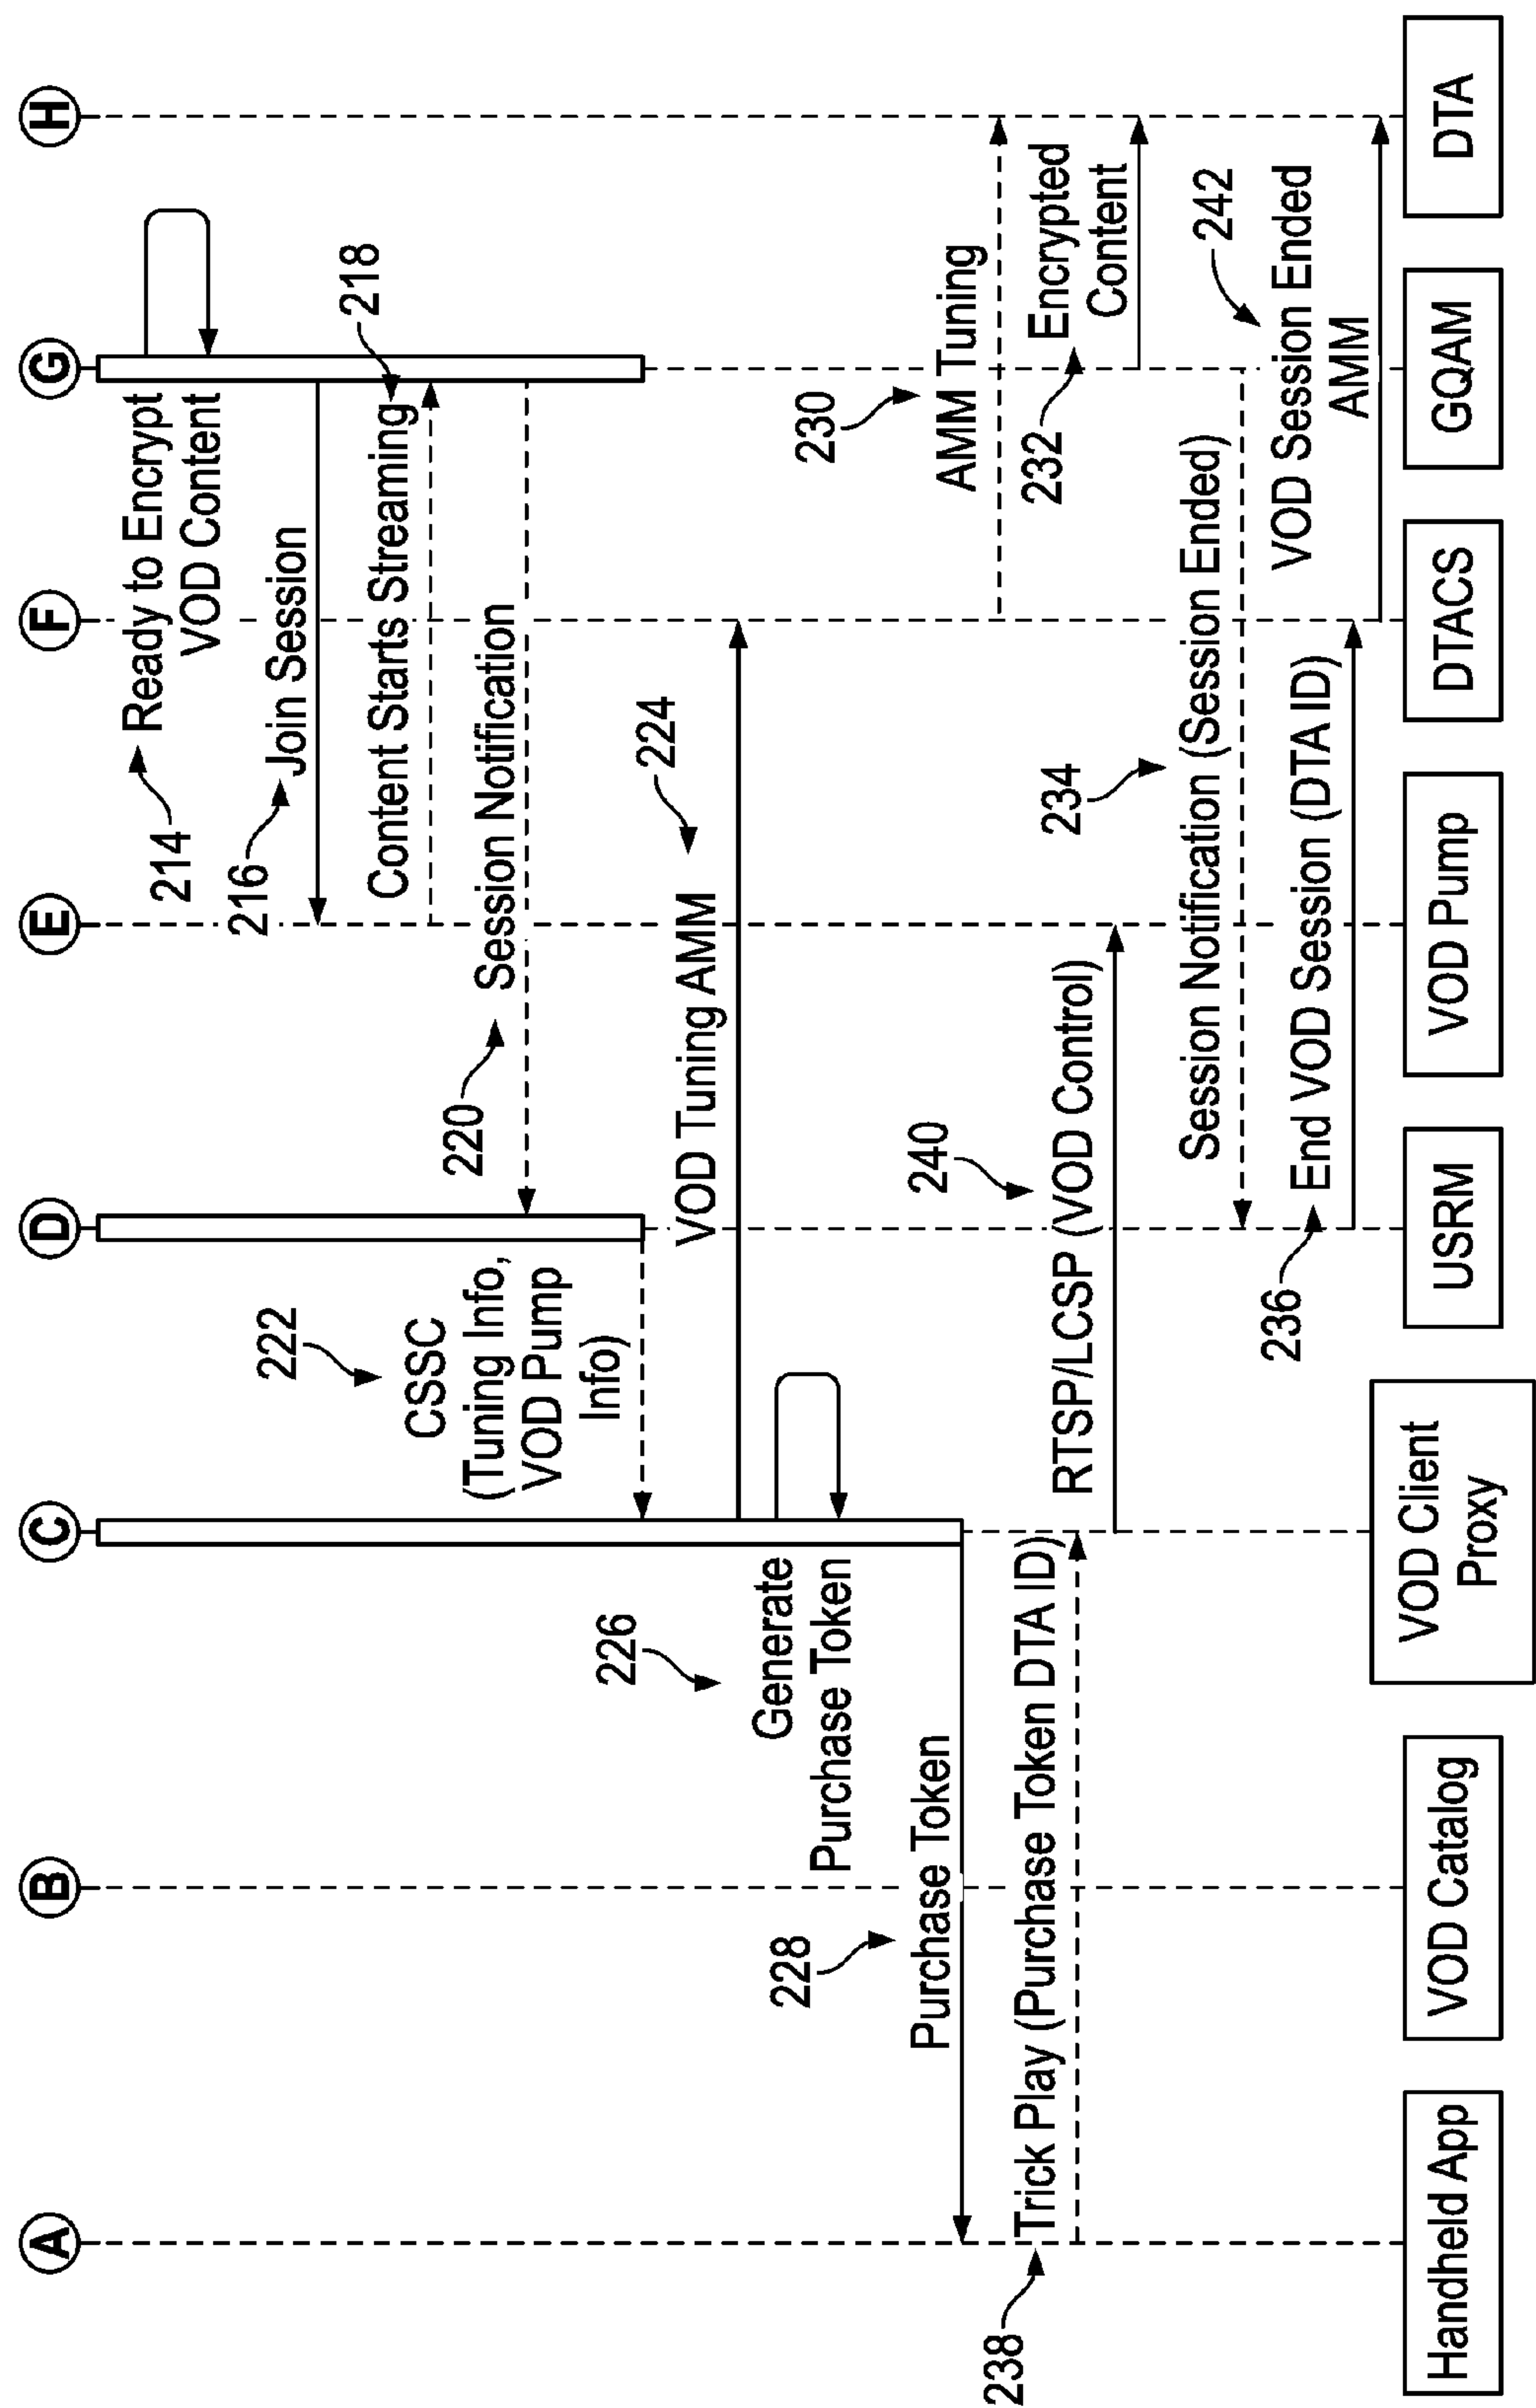 A
B
C
D
E
F
G
H
214
Ready to Encrypt
VOD Content
216
Join Session
218
Content Starts Streaming
220
Session Notification
222
CSSC
(Tuning Info,
VOD Pump
Info)
224
VOD Tuning AMM
226
Generate
Purchase Token
228
Purchase Token
230
AMM Tuning
238
Trick Play (Purchase Token DTA ID)
232
Encrypted
Content
240
RTSP/LCSP (VOD Control)
234
Session Notification (Session Ended)
242
VOD Session Ended
AMM
236
End VOD Session (DTA ID)
Handheld App
VOD Catalog
VOD Client
Proxy
USRM
VOD Pump
DTACS
GQAM
DTA